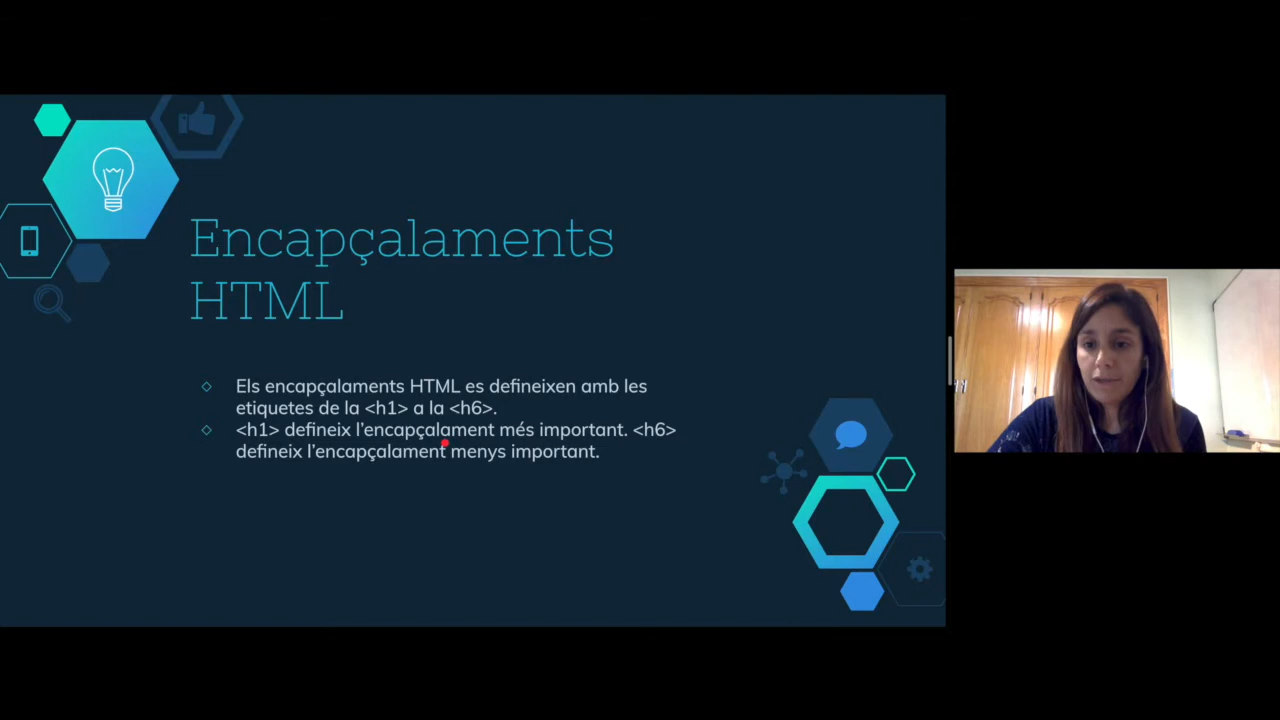 Encapçalaments
HTML
Els encapçalaments HTML es defineixen amb les
etiquetes de la <h1> a la <h6>.
<h1> defineix l’encapçalament més important. <h6>
defineix l’encapçalament menys important.